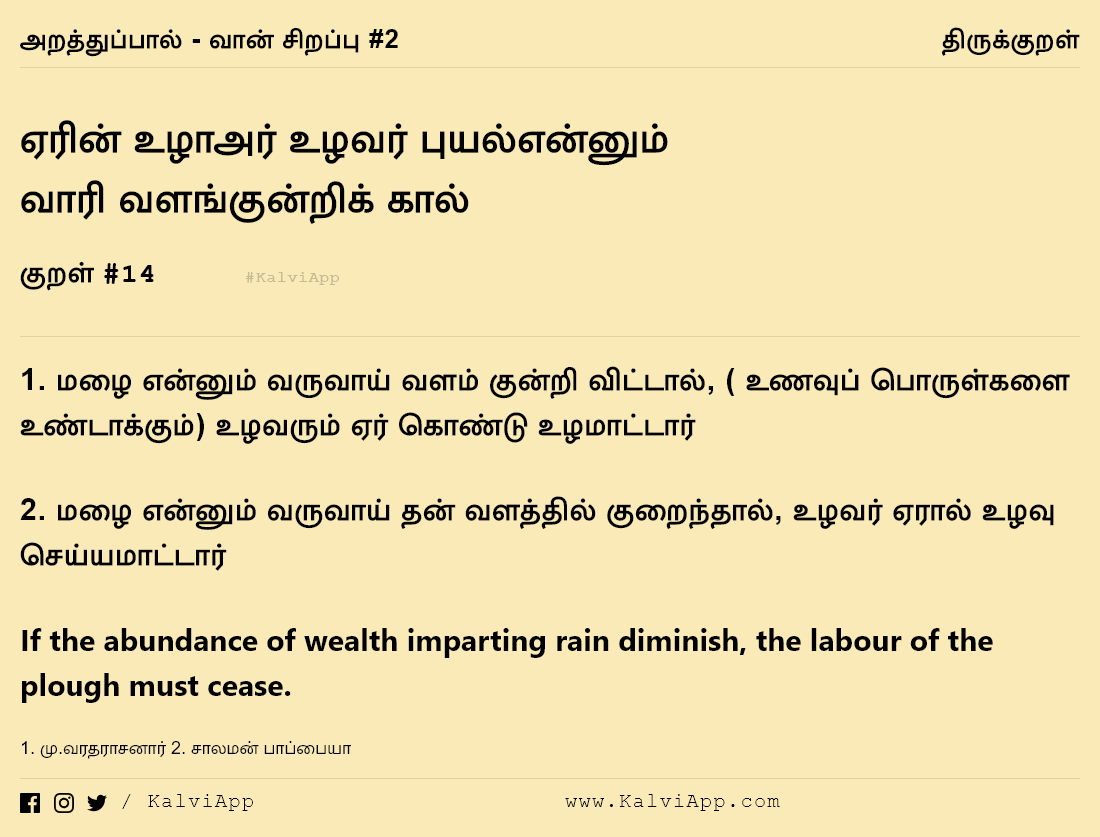 அறத்துப்பால் - வான் சிறப்பு #2
திருக்குறள்
ஏரின் உழாஅர் உழவர் புயல்என்னும்
வாரி வளங்குன்றிக் கால்
குறள் #14
#KalviApp
1. மழை என்னும் வருவாய் வளம் குன்றி விட்டால், ( உணவுப் பொருள்களை
உண்டாக்கும்) உழவரும் ஏர் கொண்டு உழமாட்டார்
2. மழை என்னும் வருவாய் தன் வளத்தில் குறைந்தால், உழவர் ஏரால் உழவு
செய்யமாட்டார்
If the abundance of wealth imparting rain diminish, the labour of the
plough must cease.
1. மு.வரதராசனார் 2. சாலமன் பாப்பையா
/ KalviApp
www.KalviApp.com